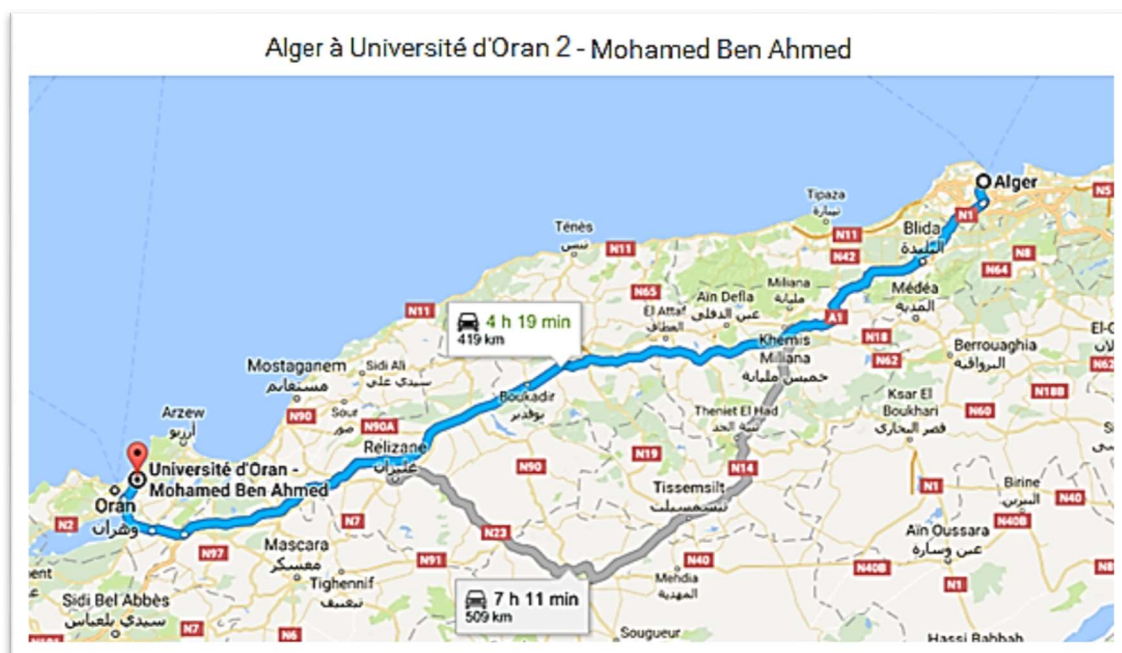 Alger à Université d'Oran 2 - Mohamed Ben Ahmed
Alger
N5
Tipaza
تيبازة
N1
Blida
البليدة
N11
N8
Ténès
تنس
N11
N42
N64
Miliana
مليانة
Médéa
المدية
N65
Aïn Defla
عين الدفلى
El Attaf
العطاف
A1
N11
4 h 19 min
419 km
N18
Khemis
Miliana
خميس مليانة
N62
Berrouaghia
البرواقية
N62
Mostaganem
مستغانم
Sidi Ali
سيدي علي
Boukadir
بوقدير
Ksar El
Boukhari
قصر البخاري
N18B
N60
Theniet El Had
ثنية الحد
Arzew
أرزيو
N90
Sour
صور
N90A
Relizane
غليزان
N19
N90
N14
Université d'Oran -
Mohamed Ben Ahmed
Oran
وهران
Tissemsilt
تيسمسيلت
N1
Birine
البيرين
N40
N2
N7
N23
N40B
Aïn Oussara
عين وسارة
N97
Mascara
معسكر
N91
N40
Mehdia
المهدية
N40B
Tighennif
تيغنيف
7 h 11 min
509 km
N1
Sidi Bel Abbès
سيدي بلعباس
N7
N6
Sougueur
Hassi Bahbah